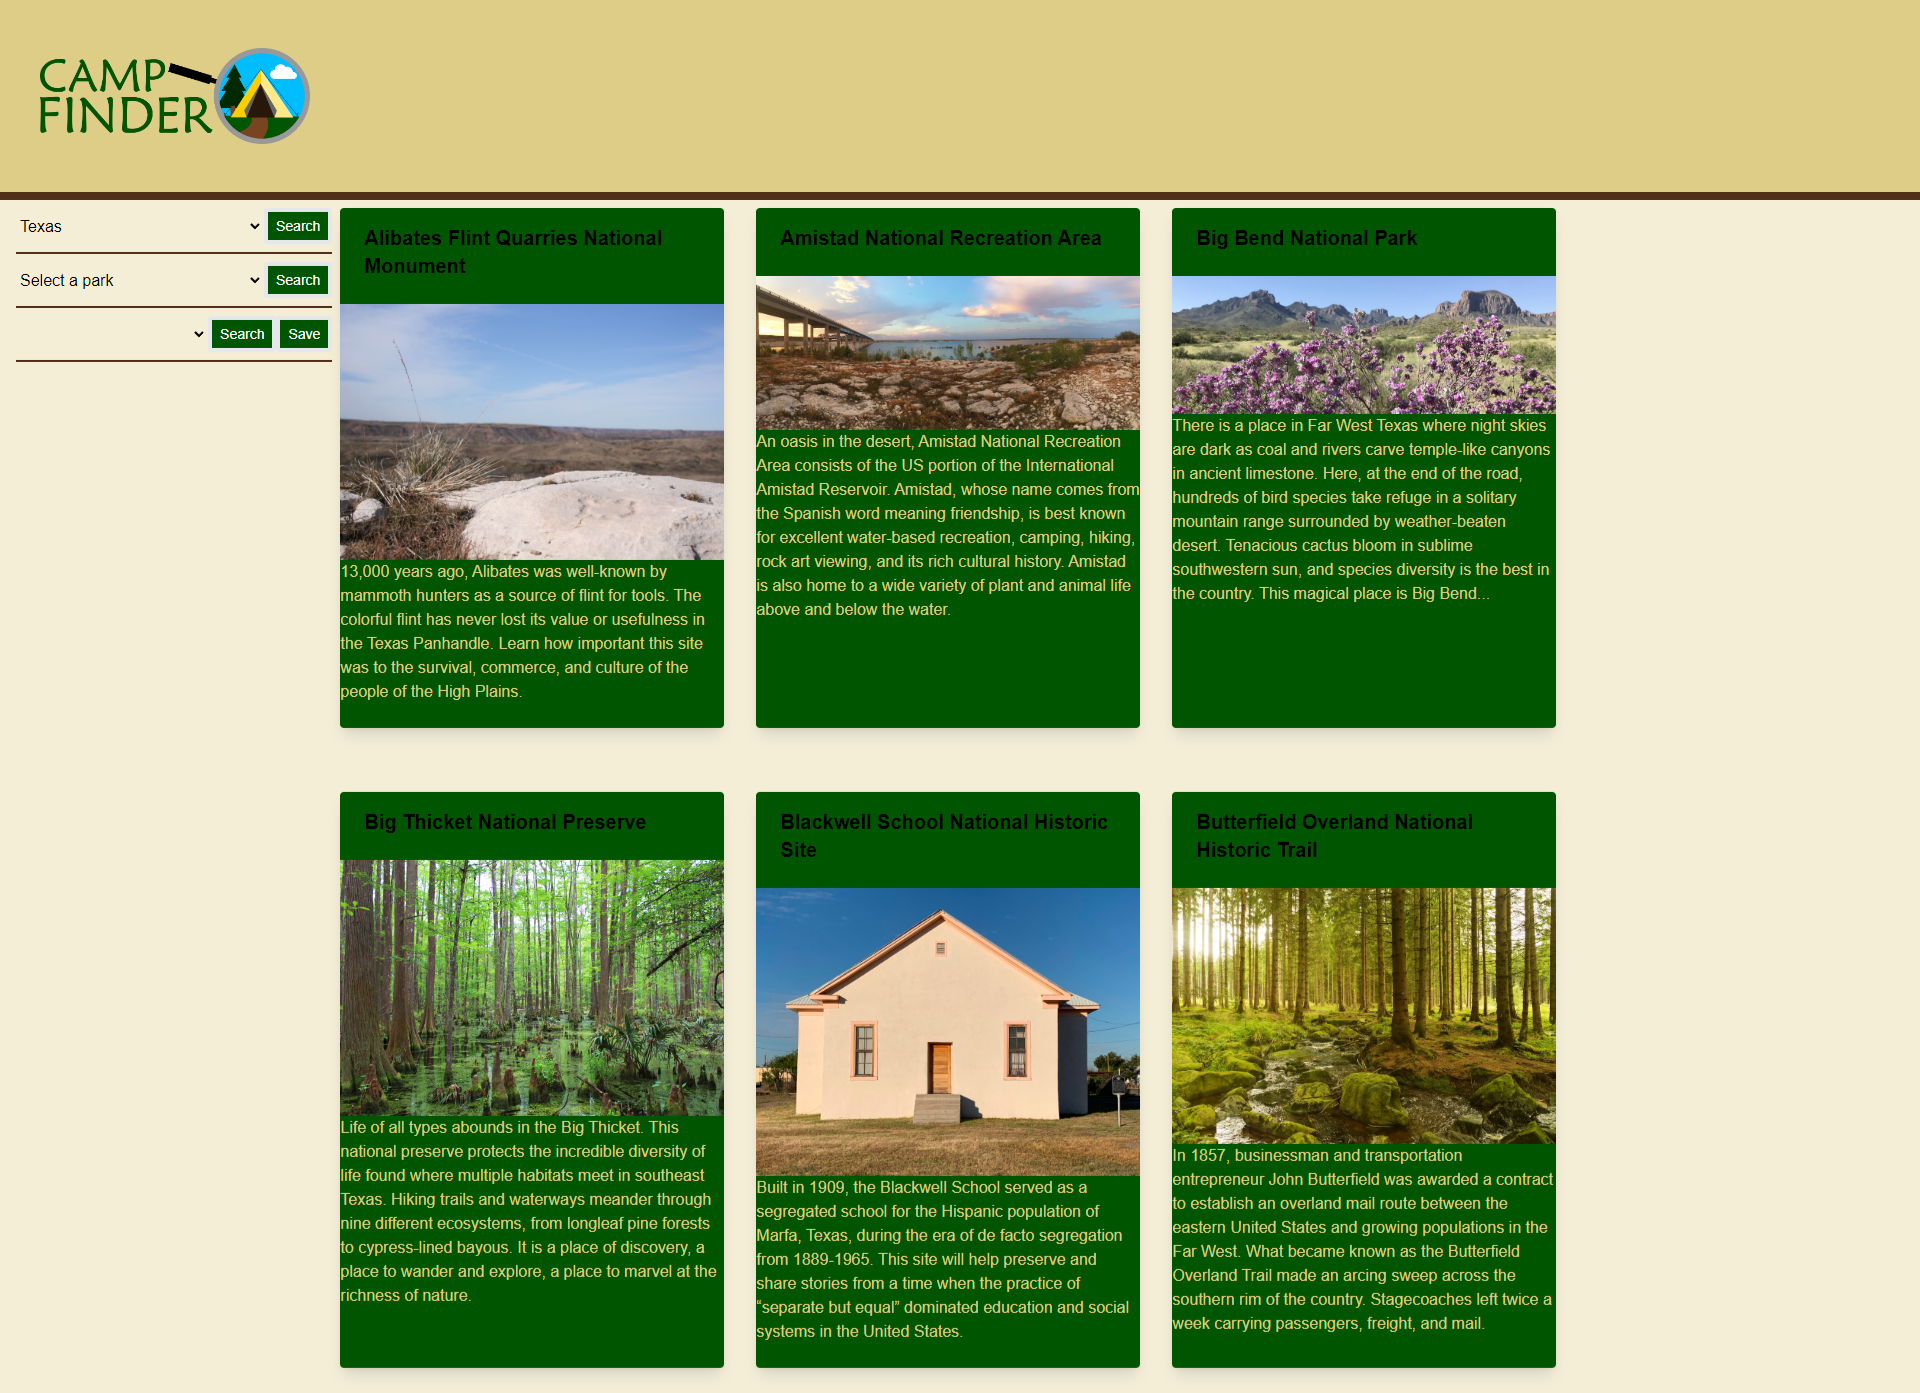 CAMP
FINDER
Texas
Search
Select a park
Search
Search
Save
Alibates Flint Quarries National
Monument
13,000 years ago, Alibates was well-known by
mammoth hunters as a source of flint for tools. The
colorful flint has never lost its value or usefulness in
the Texas Panhandle. Learn how important this site
was to the survival, commerce, and culture of the
people of the High Plains.
Amistad National Recreation Area
An oasis in the desert, Amistad National Recreation
Area consists of the US portion of the International
Amistad Reservoir. Amistad, whose name comes from
the Spanish word meaning friendship, is best known
for excellent water-based recreation, camping, hiking,
rock art viewing, and its rich cultural history. Amistad
is also home to a wide variety of plant and animal life
above and below the water.
Big Bend National Park
There is a place in Far West Texas where night skies
are dark as coal and rivers carve temple-like canyons
in ancient limestone. Here, at the end of the road,
hundreds of bird species take refuge in a solitary
mountain range surrounded by weather-beaten
desert. Tenacious cactus bloom in sublime
southwestern sun, and species diversity is the best in
the country. This magical place is Big Bend...
Big Thicket National Preserve
Life of all types abounds in the Big Thicket. This
national preserve protects the incredible diversity of
life found where multiple habitats meet in southeast
Texas. Hiking trails and waterways meander through
nine different ecosystems, from longleaf pine forests
to cypress-lined bayous. It is a place of discovery, a
place to wander and explore, a place to marvel at the
richness of nature.
Blackwell School National Historic
Site
Built in 1909, the Blackwell School served as a
segregated school for the Hispanic population of
Marfa, Texas, during the era of de facto segregation
from 1889-1965. This site will help preserve and
share stories from a time when the practice of
“separate but equal” dominated education and social
systems in the United States.
Butterfield Overland National
Historic Trail
In 1857, businessman and transportation
entrepreneur John Butterfield was awarded a contract
to establish an overland mail route between the
eastern United States and growing populations in the
Far West. What became known as the Butterfield
Overland Trail made an arcing sweep across the
southern rim of the country. Stagecoaches left twice a
week carrying passengers, freight, and mail.